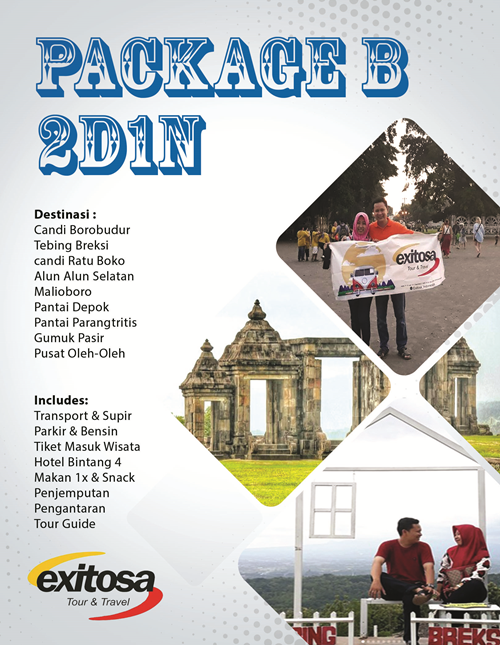 PACKAGE B
2D1N
Destinasi :
Candi Borobudur
Tebing Breksi
candi Ratu Boko
Alun Alun Selatan
Malioboro
Pantai Depok
Pantai Parangtritis
Gumuk Pasir
Pusat Oleh-Oleh
Includes:
Transport & Supir
Parkir & Bensin
Tiket Masuk Wisata
Hotel Bintang 4
Makan 1x & Snack
Penjemputan
Pengantaran
Tour Guide
exitosa
Tour & Travel
exitosa
Tour & Travel
PING BREKS